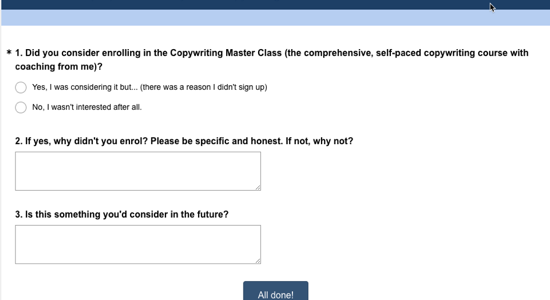 * 1. Did you consider enrolling in the Copywriting Master Class (the comprehensive, self-paced copywriting course with
coaching from me)?
Yes, I was considering it but... (there was a reason I didn't sign up)
No, I wasn't interested after all.
2. If yes, why didn't you enrol? Please be specific and honest. If not, why not?
3. Is this something you'd consider in the future?
All done!